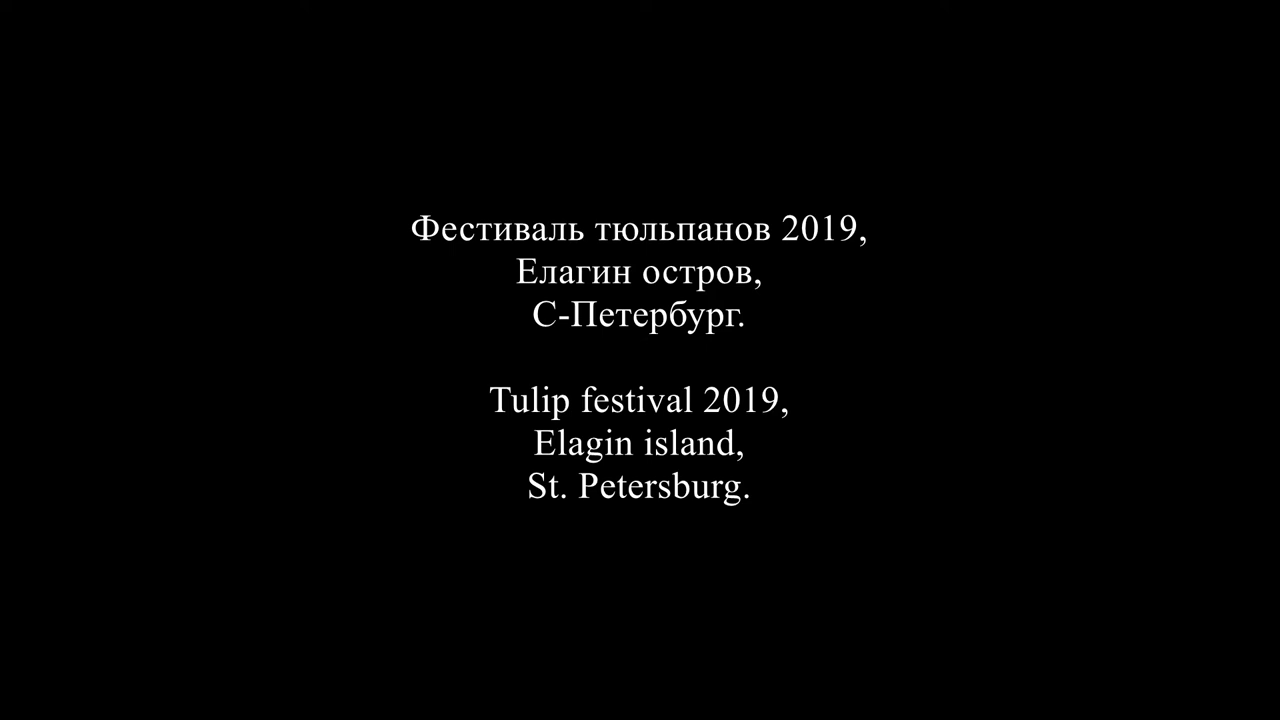 Фестиваль тюльпанов 2019,
Елагин остров,
С-Петербург.
Tulip festival 2019,
Elagin island,
St. Petersburg.